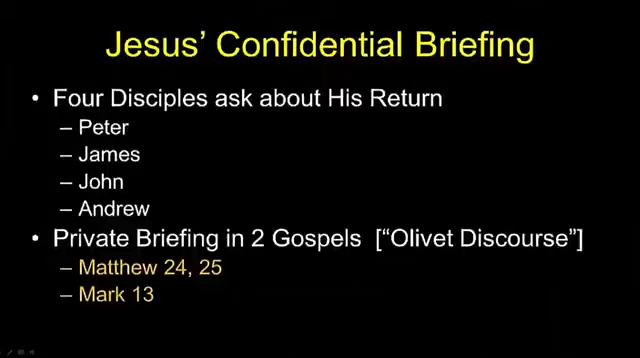 Jesus’ Confidential Briefing
• Four Disciples ask about His Return
– Peter
– James
– John
– Andrew
• Private Briefing in 2 Gospels [“Olivet Discourse”]
– Matthew 24, 25
– Mark 13